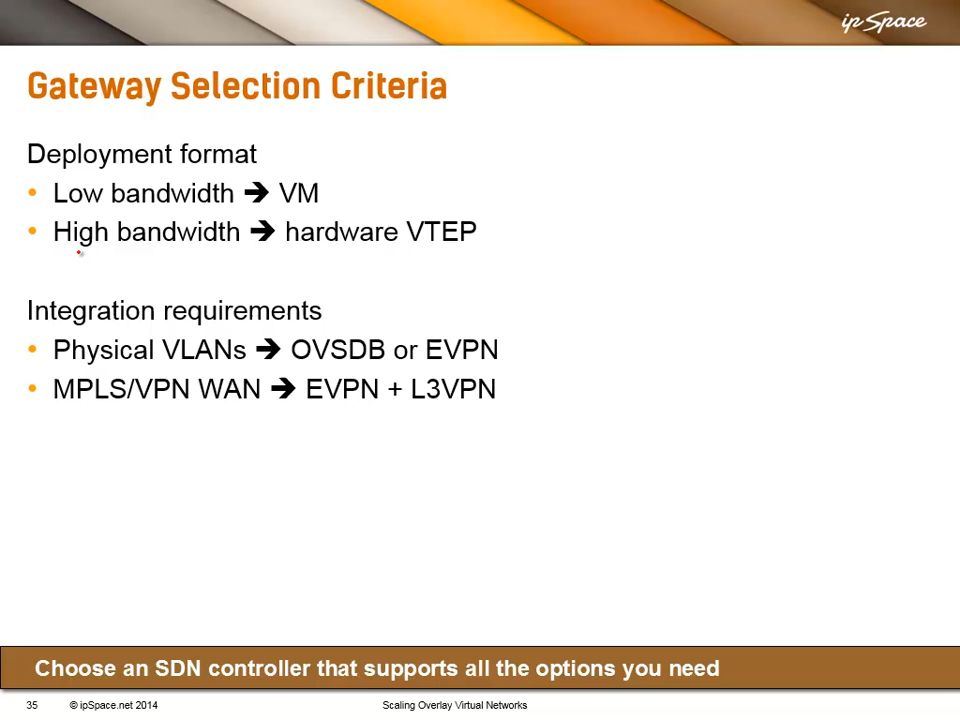 ipSpace
Gateway Selection Criteria
Deployment format
• Low bandwidth ➔ VM
• High bandwidth ➔ hardware VTEP
Integration requirements
• Physical VLANs ➔ OVSDB or EVPN
• MPLS/VPN WAN ➔ EVPN + L3VPN
Choose an SDN controller that supports all the options you need
35 © ipSpace.net 2014 Scaling Overlay Virtual Networks